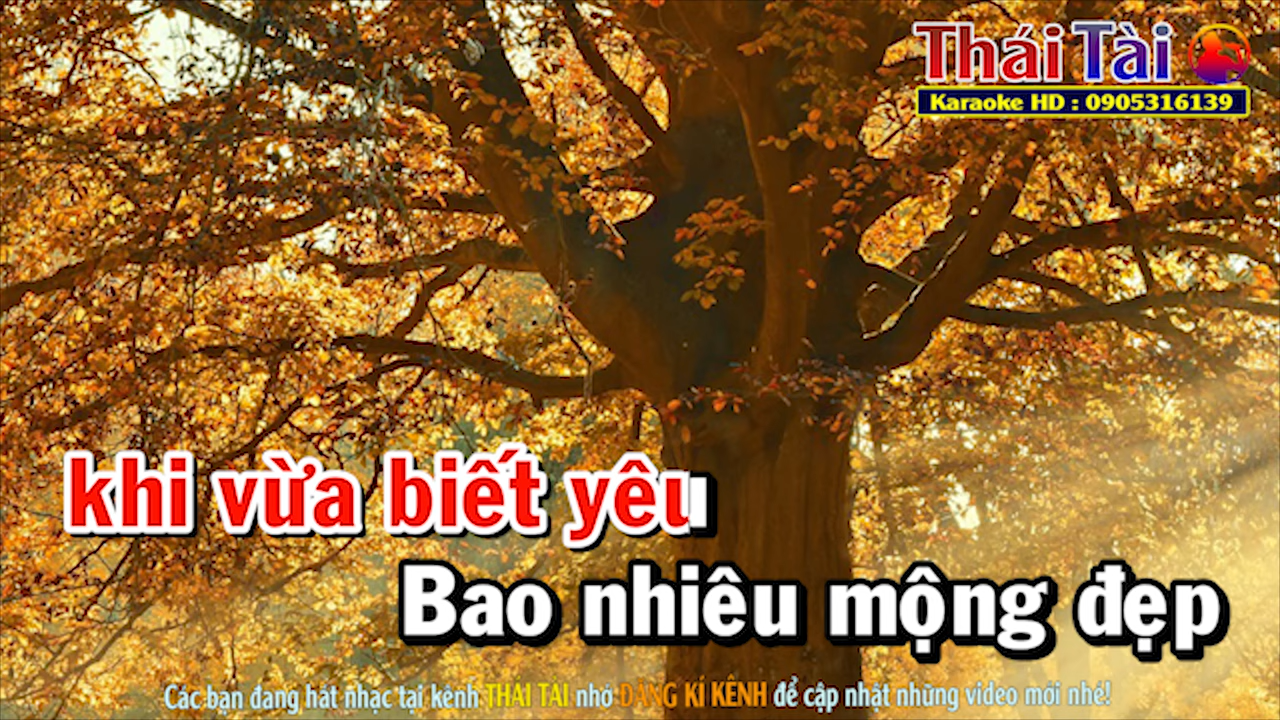 Thái Tài
Karaoke HD : 0905316139
khi vừa biết yêu
Bao nhiêu mộng đẹp
Các bạn đang hát nhạc tại kênh THÁI TÀI nhớ ĐĂNG KÍ KÊNH để cập nhật những video mới nhé!